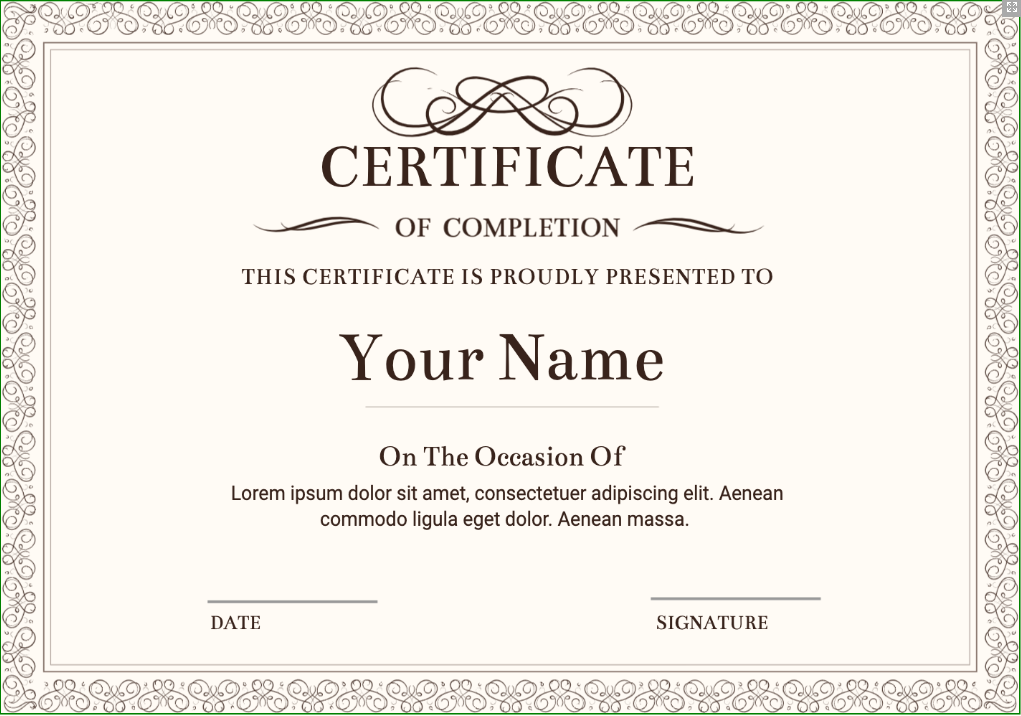 CERTIFICATE
OF COMPLETION
THIS CERTIFICATE IS PROUDLY PRESENTED TO
Your Name
On The Occasion Of
Lorem ipsum dolor sit amet, consectetuer adipiscing elit. Aenean
commodo ligula eget dolor. Aenean massa.
DATE
SIGNATURE